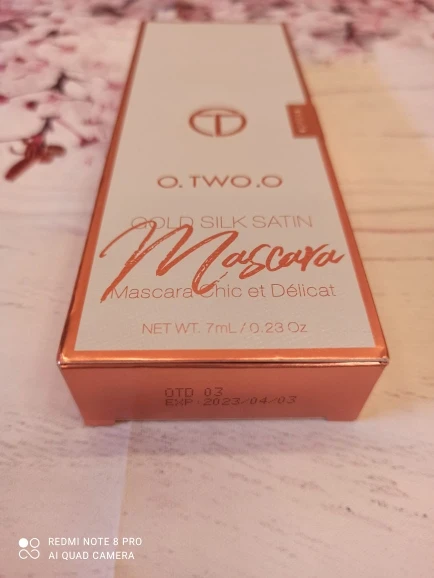 O.TWO.O
GOLD SILK SATIN
Mascara
Mascara Chic et Délicat
NET WT. 7mL / 0.23 Oz
OTD 03
EXP:2023/04/03
REDMI NOTE 8 PRO
AI QUAD CAMERA